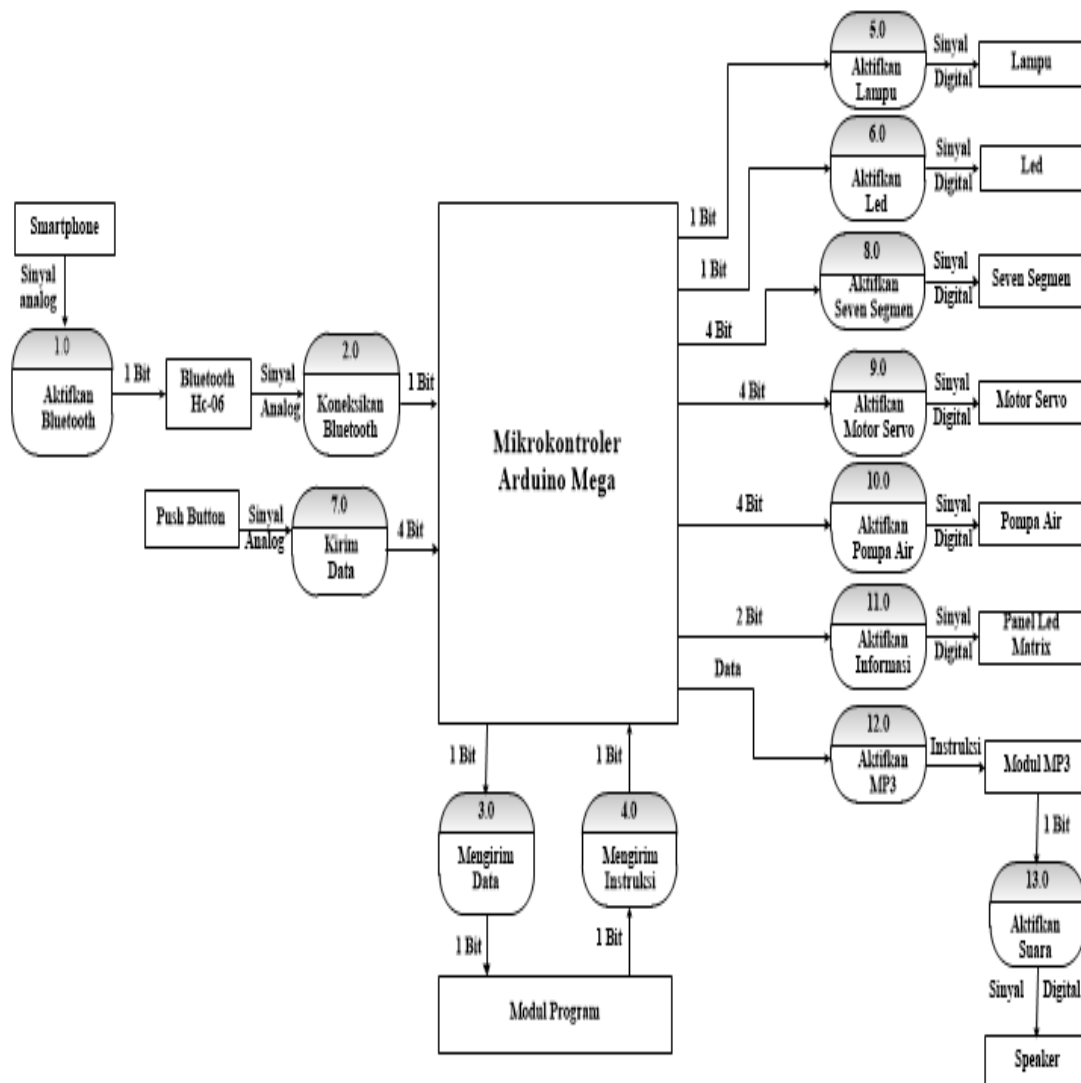 5.0
Aktifkan
Lampu
Sinyal
Digital
Lampu
6.0
Aktifkan
Led
Sinyal
Digital
Led
Smartphone
Sinyal
analog
1.0
Aktifkan
Bluetooth
1 Bit
Bluetooth
Hc-06
Sinyal
Analog
2.0
Koneksikan
Bluetooth
1 Bit
Push Button
Sinyal
Analog
7.0
Kirim
Data
4 Bit
Mikrokontroler
Arduino Mega
1 Bit
1 Bit
4 Bit
8.0
Aktifkan
Seven Segmen
Sinyal
Digital
Seven Segmen
4 Bit
9.0
Aktifkan
Motor Servo
Sinyal
Digital
Motor Servo
4 Bit
10.0
Aktifkan
Pompa Air
Sinyal
Digital
Pompa Air
2 Bit
11.0
Aktifkan
Informasi
Sinyal
Digital
Panel Led
Matrix
Data
12.0
Aktifkan
MP3
Instruksi
Modul MP3
1 Bit
13.0
Aktifkan
Suara
Sinyal
Digital
Speaker
1 Bit
3.0
Mengirim
Data
1 Bit
1 Bit
4.0
Mengirim
Instruksi
1 Bit
Modul Program